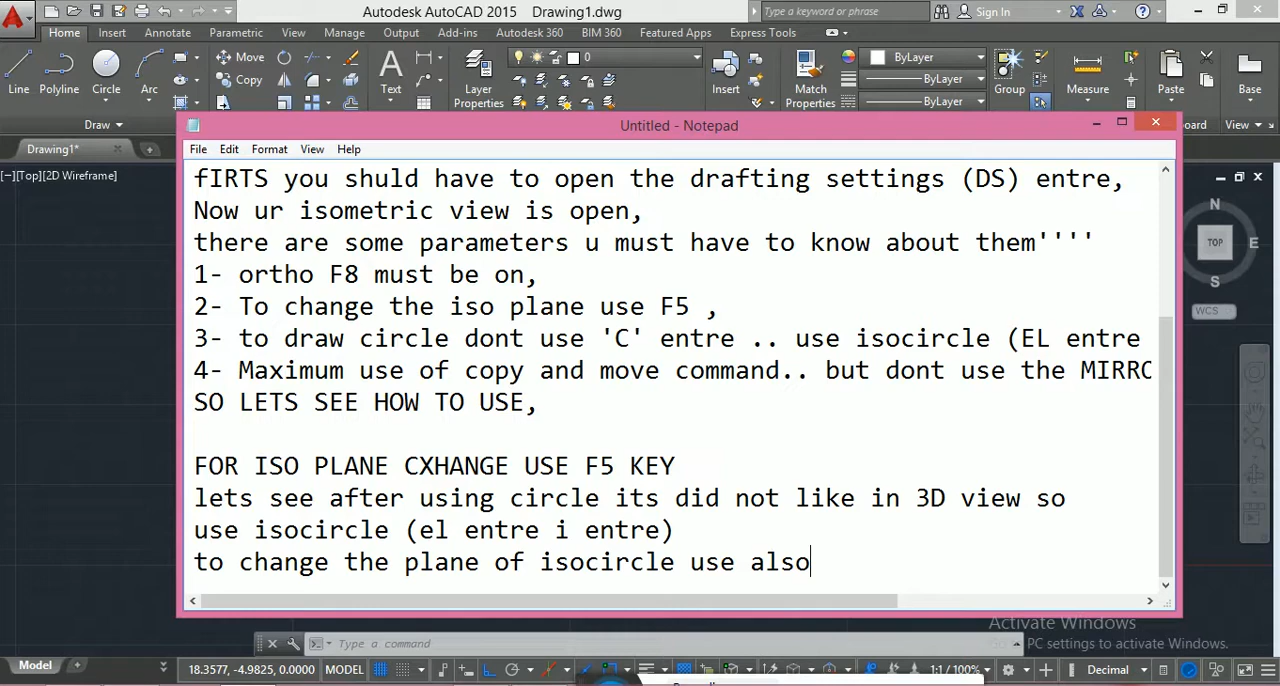 Autodesk AutoCAD 2015 Drawing1.dwg
Type a keyword or phrase
Sign In
Home Insert Annotate Parametric View Manage Output Add-ins Autodesk 360 BIM 360 Featured Apps Express Tools
Line Polyline Circle Arc
Move
Copy
Text
Layer
Properties
0
Insert
Match
Properties
ByLayer
ByLayer
ByLayer
Group
Measure
Paste
Base
Draw
board
View
Drawing1*
[−][Top][2D Wireframe]
Untitled - Notepad
File Edit Format View Help
fIRTS you shuld have to open the drafting settings (DS) entre,
Now ur isometric view is open,
there are some parameters u must have to know about them''''
1- ortho F8 must be on,
2- To change the iso plane use F5 ,
3- to draw circle dont use 'C' entre .. use isocircle (EL entre
4- Maximum use of copy and move command.. but dont use the MIRRO
SO LETS SEE HOW TO USE,
FOR ISO PLANE CXHANGE USE F5 KEY
lets see after using circle its did not like in 3D view so
use isocircle (el entre i entre)
to change the plane of isocircle use also
N
TOP
E
S
WCS
Activate Windows
PC settings to activate Windows.
Type a command
Model
18.3577, -4.9825, 0.0000 MODEL
1:1 / 100%
Decimal